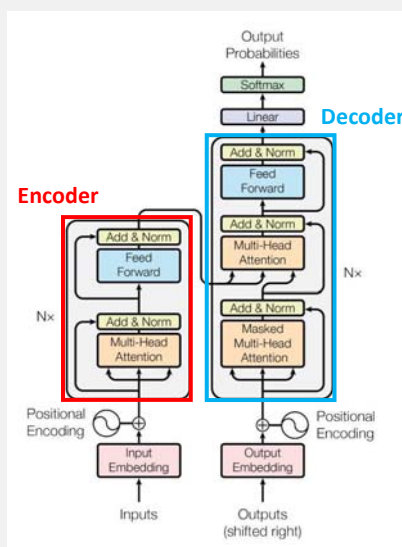 Output
Probabilities
Softmax
Linear
Decoder
Add & Norm
Feed
Forward
Add & Norm
Multi-Head
Attention
Nx
Add & Norm
Masked
Multi-Head
Attention
Encoder
Add & Norm
Feed
Forward
Nx
Add & Norm
Multi-Head
Attention
Positional
Encoding
Positional
Encoding
Input
Embedding
Output
Embedding
Inputs
Outputs
(shifted right)